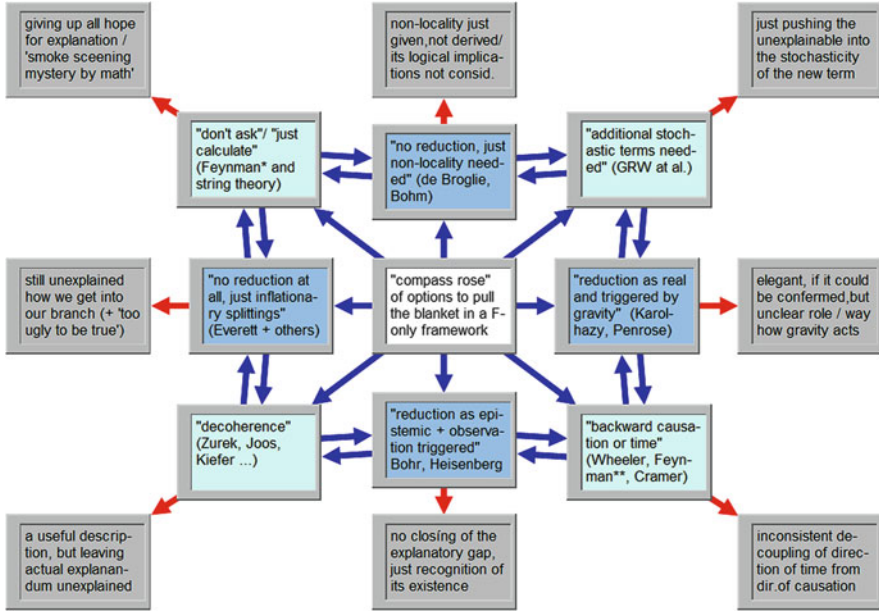 giving up all hope
for explanation /
'smoke sceening
mystery by math'
non-locality just
given,not derived/
its logical implica-
tions not consid.
just pushing the
unexplainable into
the stochasticity
of the new term
"don't ask"/ "just
calculate"
(Feynman* and
string theory)
"no reduction, just
non-locality need-
ed" (de Broglie,
Bohm)
"additional stoch-
astic terms need-
ed" (GRW at al.)
still unexplained
how we get into
our branch (+ 'too
ugly to be true')
"no reduction at
all, just inflationa-
ry splittings"
(Everett + others)
"compass rose"
of options to pull
the blanket in a F-
only framework
"reduction as real
and triggered by
gravity" (Karol-
hazy, Penrose)
elegant, if it could
be confermed,but
unclear role / way
how gravity acts
"decoherence"
(Zurek, Joos,
Kiefer ...)
"reduction as epi-
stemic + observa-
tion triggered"
Bohr, Heisenberg
"backward causa-
tion or time"
(Wheeler, Feyn-
man**, Cramer)
a useful descrip-
tion, but leaving
actual explanan-
dum unexplained
no closíng of the
explanatory gap,
just recognition of
its existence
inconsistent de-
coupling of direc-
tion of time from
dir.of causation